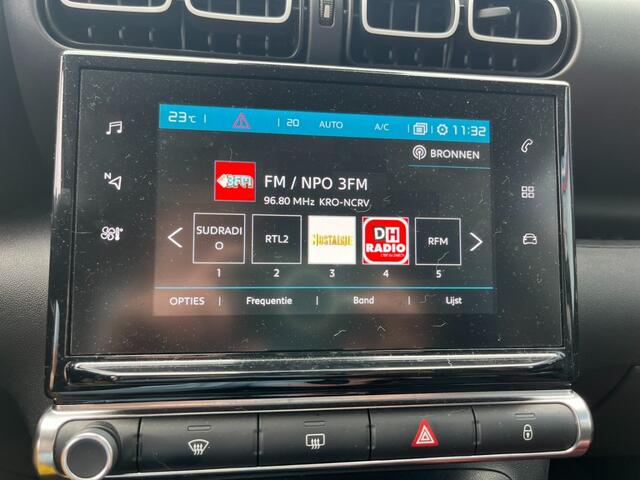 23°C 20 AUTO A/C 11:32
BRONNEN
3FM
FM / NPO 3FM
96.80 MHz KRO-NCRV
SUDRADI
O
RTL2
NOSTALGIE
DH
RADIO
RFM
1 2 3 4 5
OPTIES Frequentie Band Lijst
N